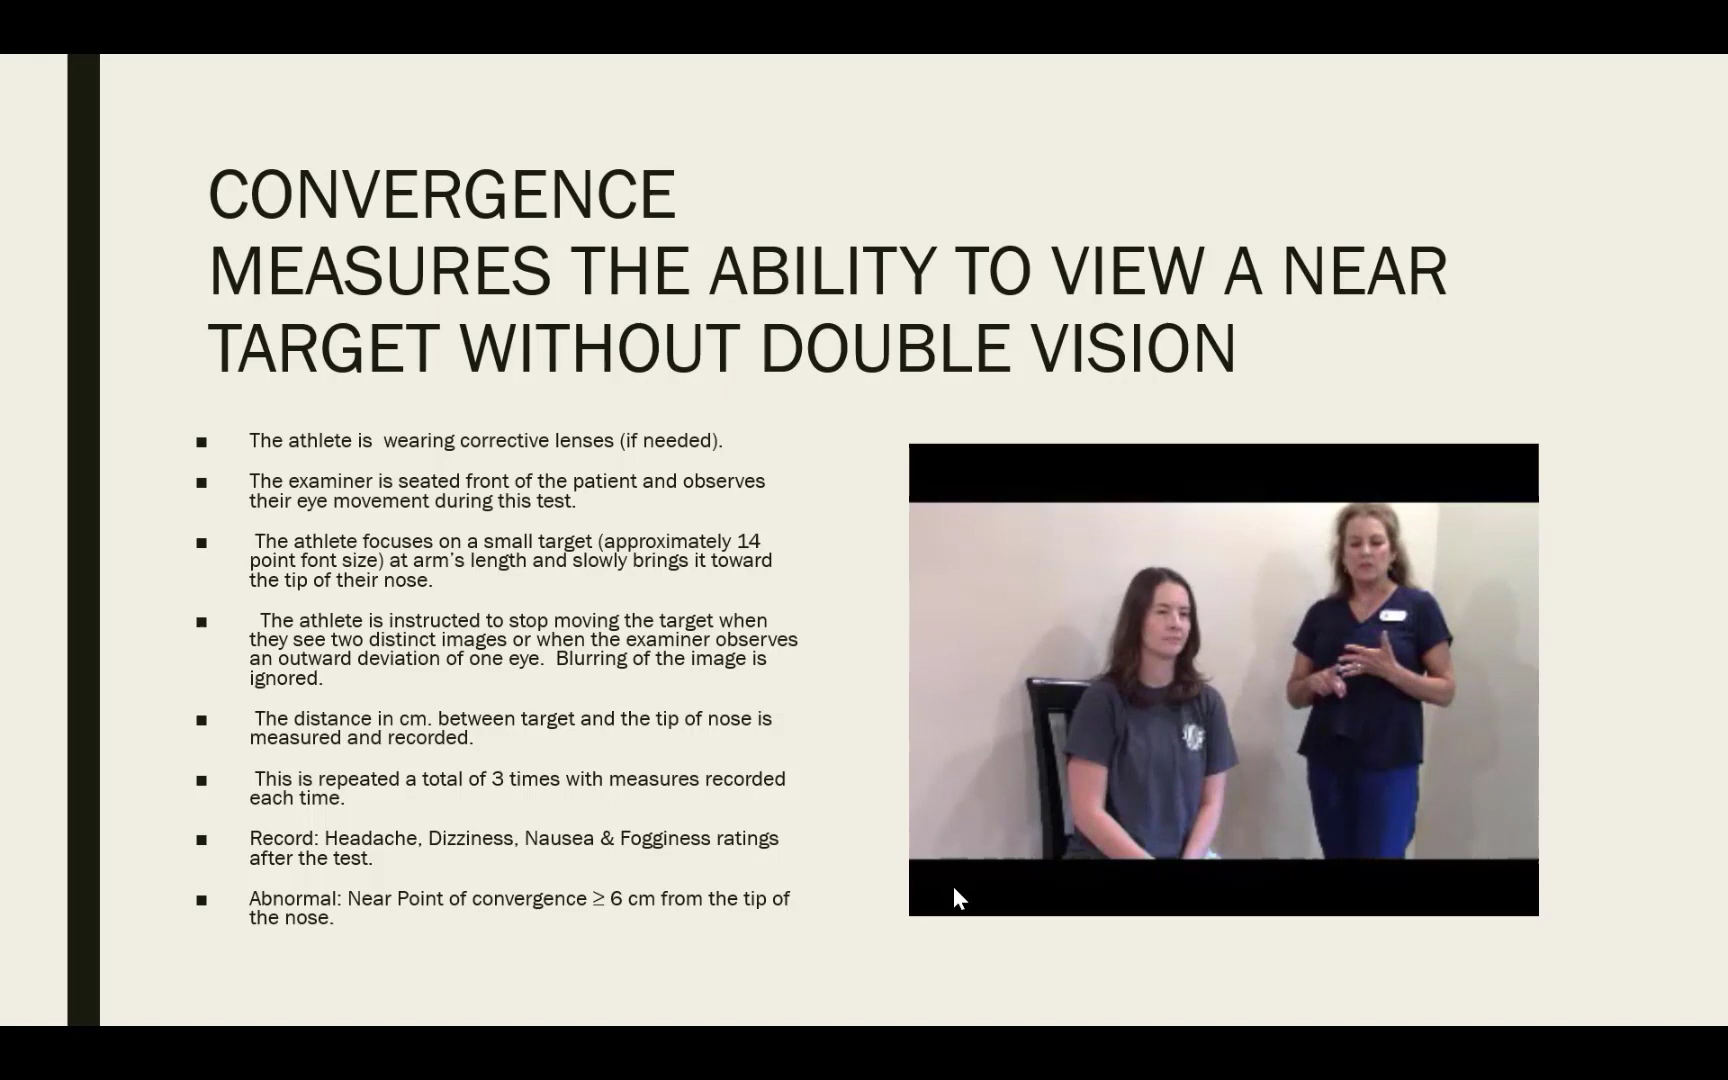 CONVERGENCE
MEASURES THE ABILITY TO VIEW A NEAR
TARGET WITHOUT DOUBLE VISION
■ The athlete is  wearing corrective lenses (if needed).
■ The examiner is seated front of the patient and observes
their eye movement during this test.
■ The athlete focuses on a small target (approximately 14
point font size) at arm’s length and slowly brings it toward
the tip of their nose.
■ The athlete is instructed to stop moving the target when
they see two distinct images or when the examiner observes
an outward deviation of one eye.  Blurring of the image is
ignored.
■ The distance in cm. between target and the tip of nose is
measured and recorded.
■ This is repeated a total of 3 times with measures recorded
each time.
■ Record: Headache, Dizziness, Nausea & Fogginess ratings
after the test.
■ Abnormal: Near Point of convergence ≥ 6 cm from the tip of
the nose.